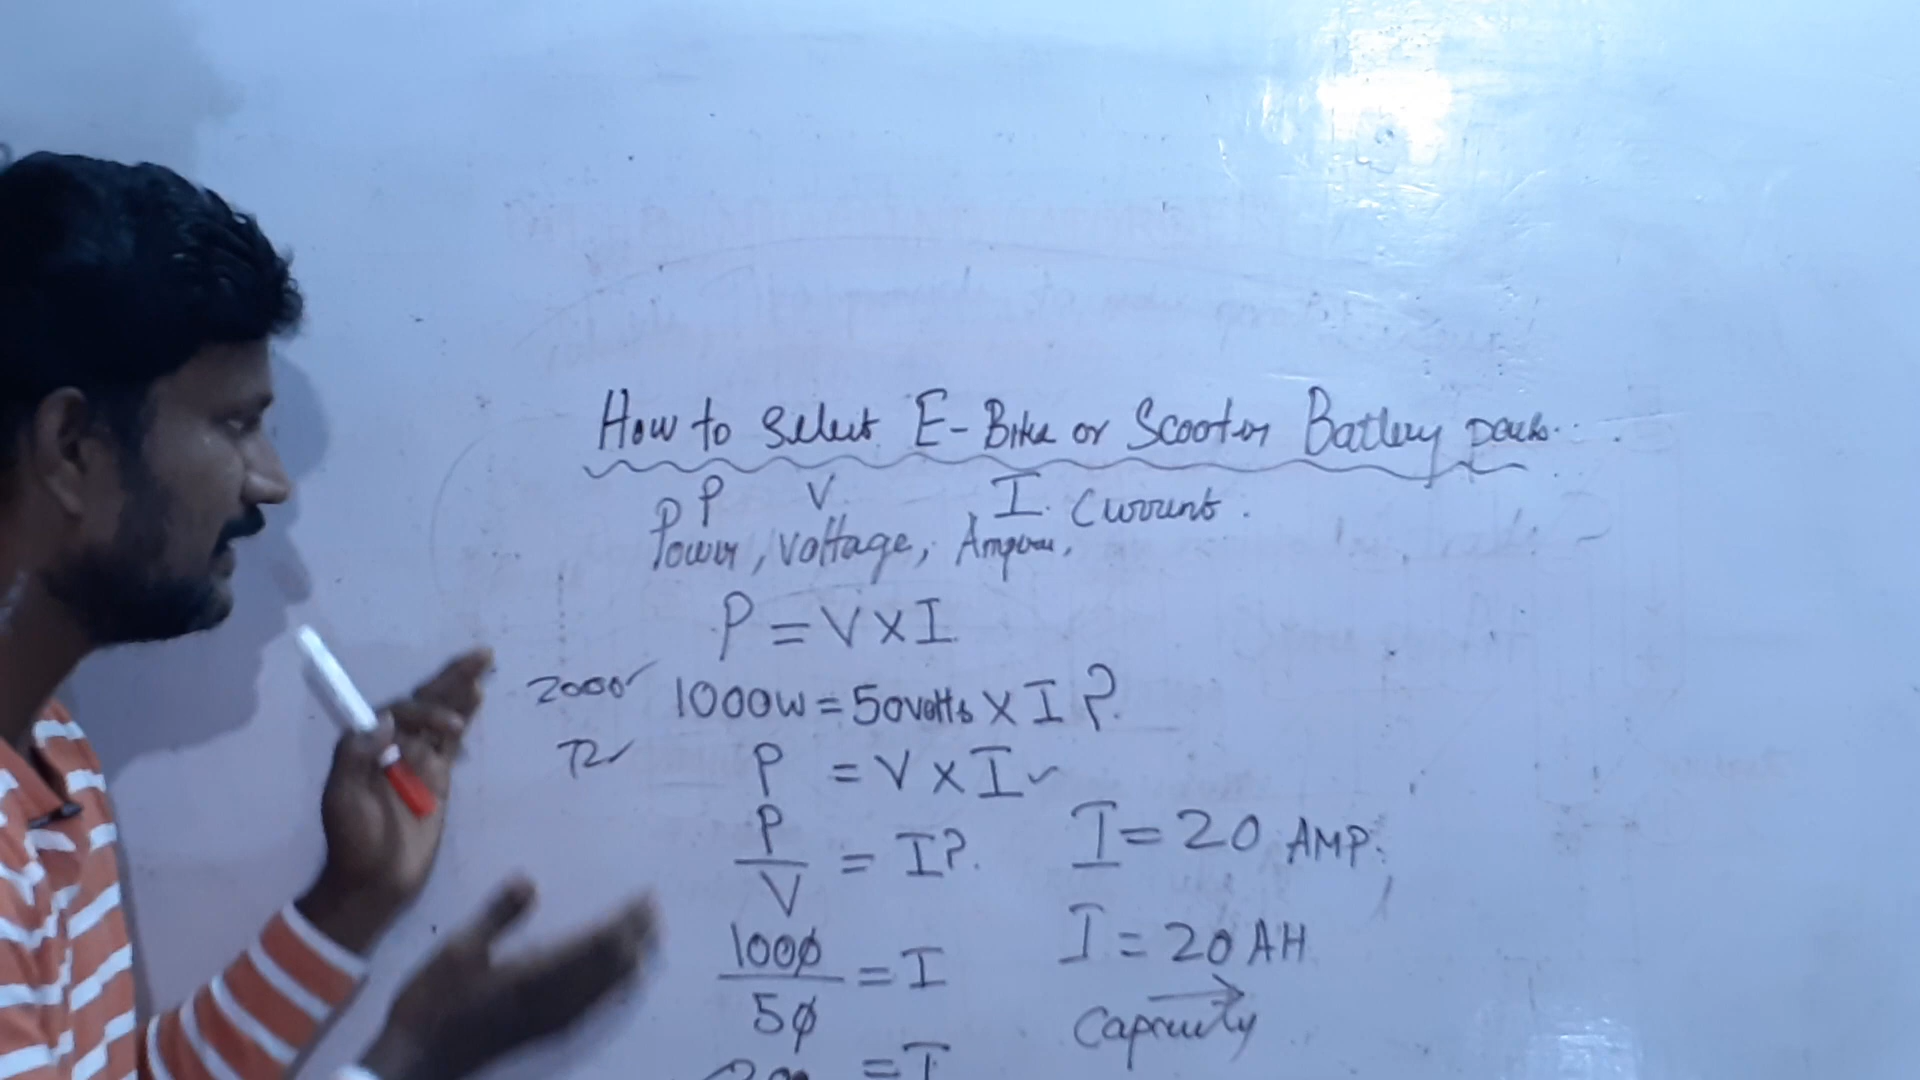 How to Select E-Bike or Scooter Battery pack...
P V I Current.
Power, Voltage, Ampere,
P = V X I
2000 1000W = 50volts X I ?
72 P = V X I
P/V = I?
I = 20 AMP.
1000/50 = I
I = 20 AH
Capacity
= I